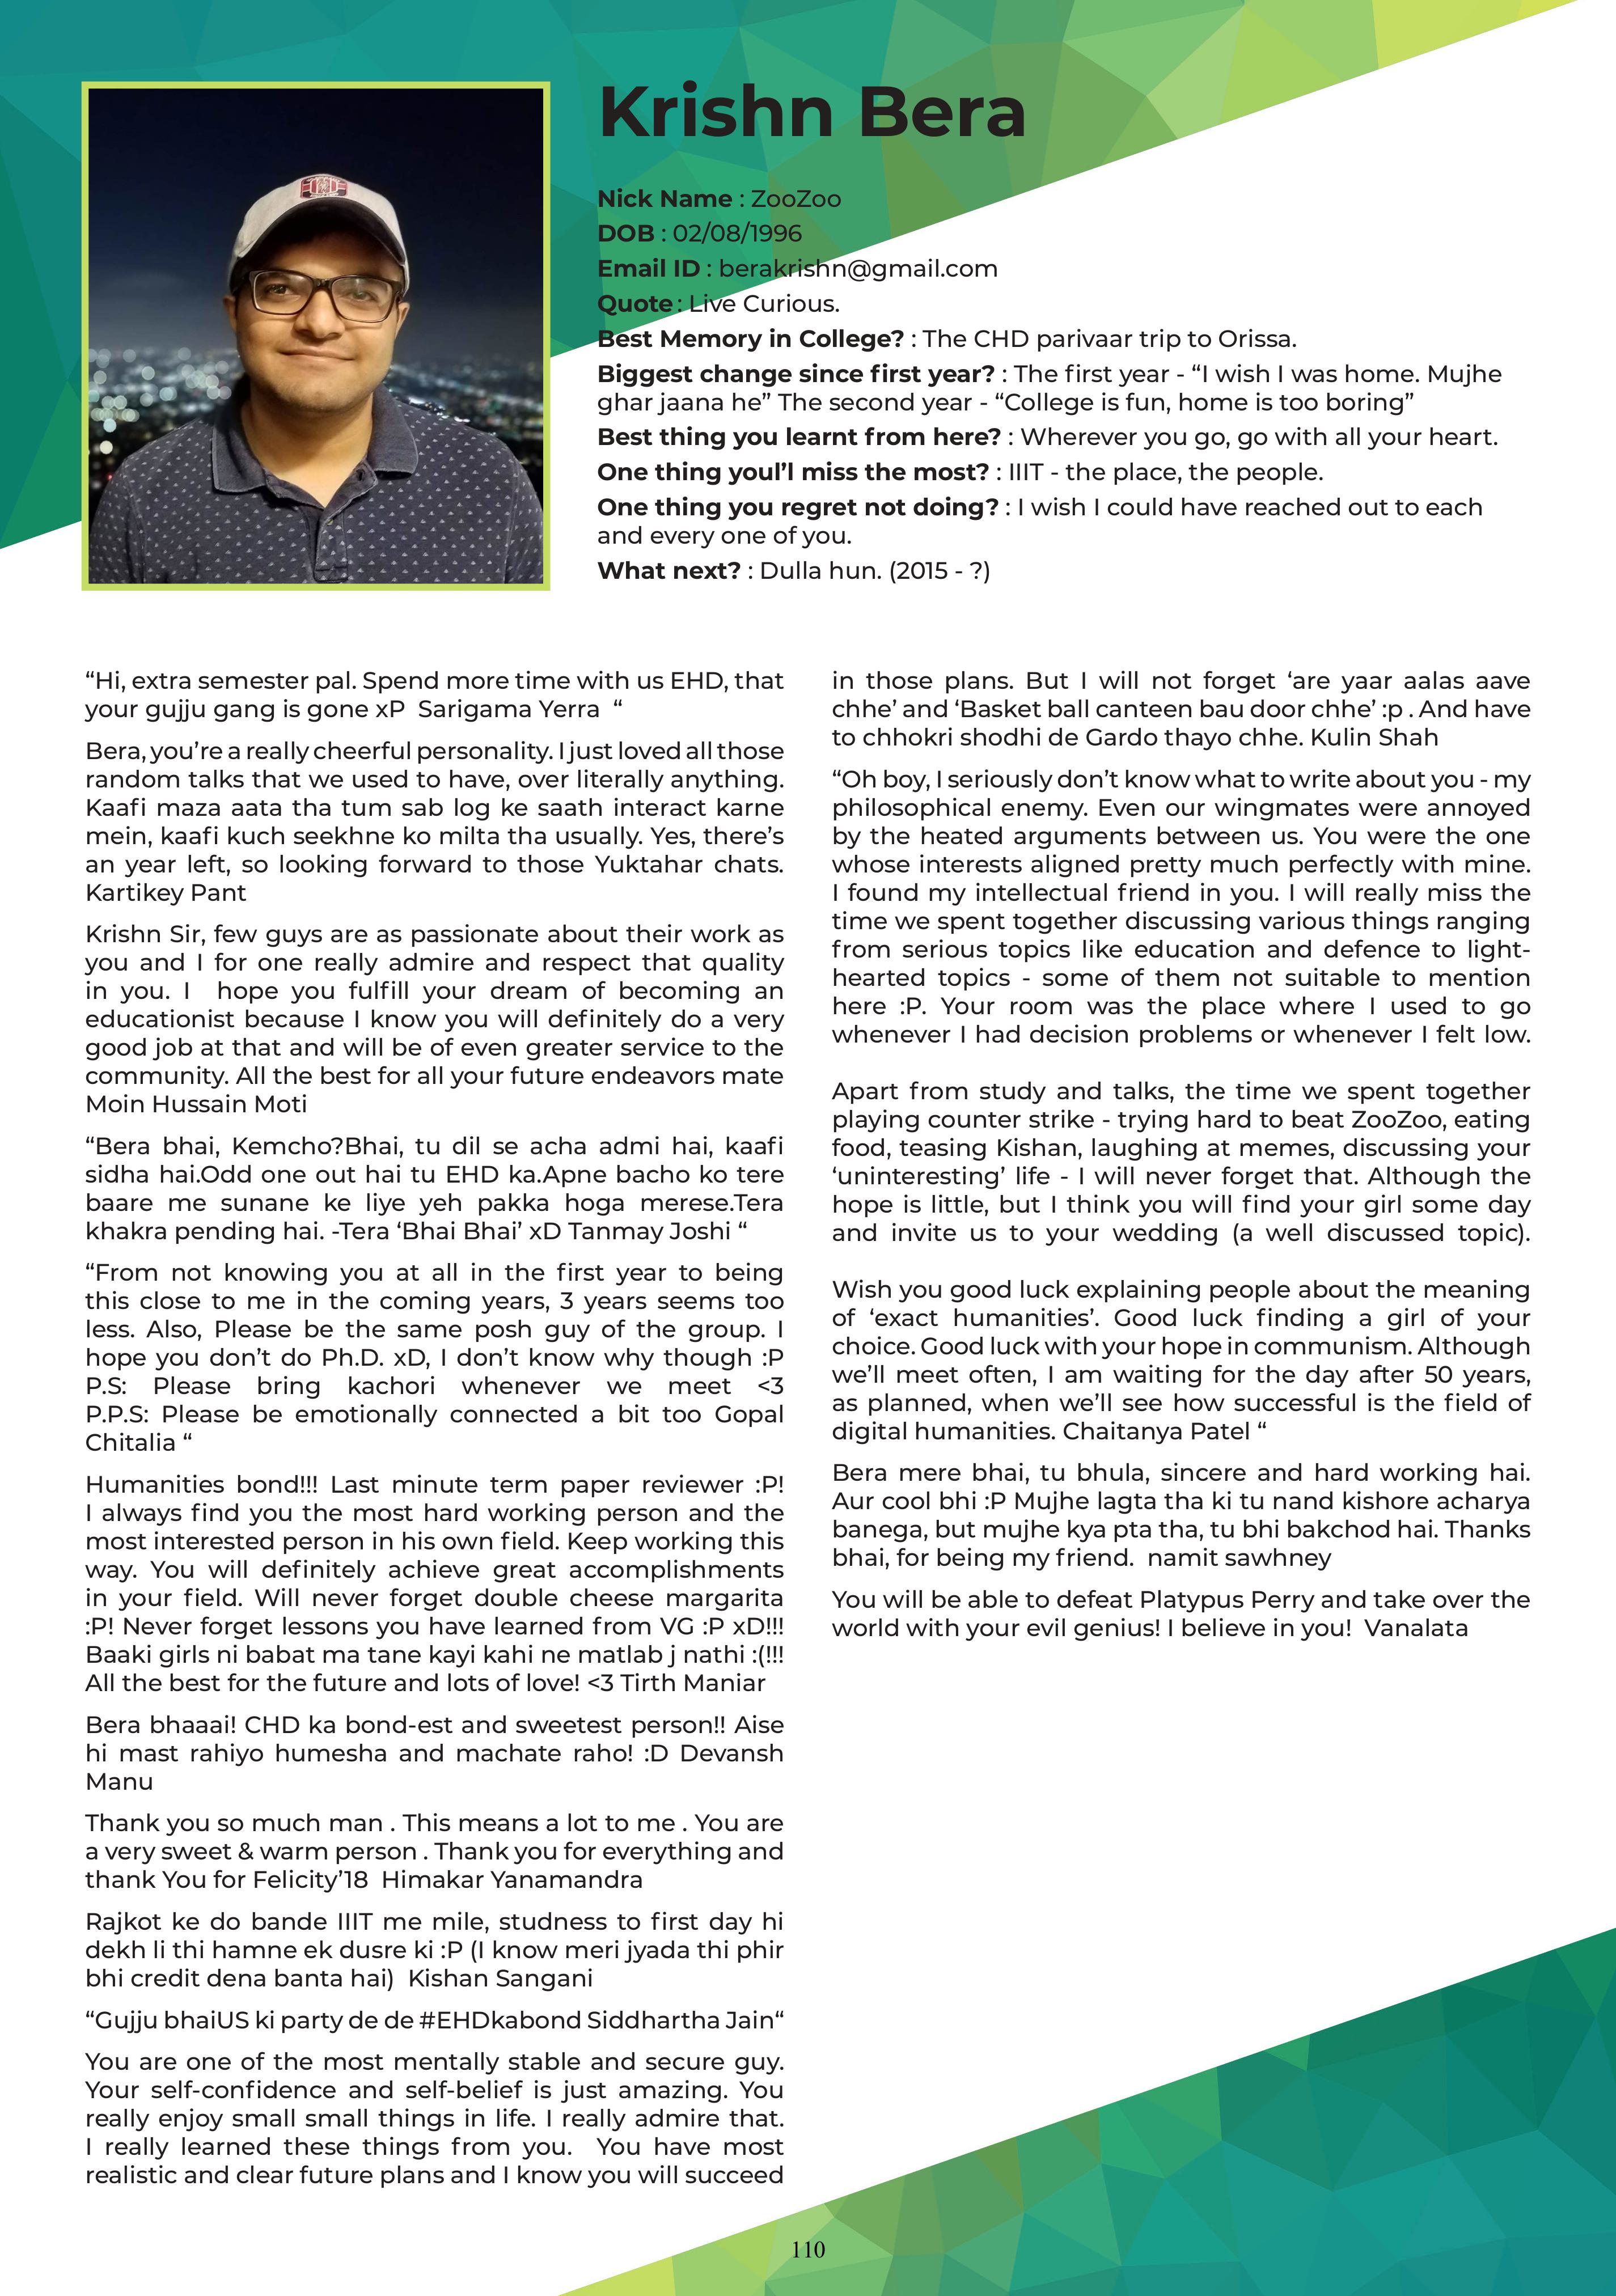 Krishn Bera
Nick Name : ZooZoo
DOB : 02/08/1996
Email ID : berakrishn@gmail.com
Quote : Live Curious.
Best Memory in College? : The CHD parivaar trip to Orissa.
Biggest change since first year? : The first year - “I wish I was home. Mujhe
ghar jaana he” The second year - “College is fun, home is too boring”
Best thing you learnt from here? : Wherever you go, go with all your heart.
One thing youl’l miss the most? : IIIT - the place, the people.
One thing you regret not doing? : I wish I could have reached out to each
and every one of you.
What next? : Dulla hun. (2015 - ?)
“Hi, extra semester pal. Spend more time with us EHD, that
your gujju gang is gone xP  Sarigama Yerra  “
Bera, you’re a really cheerful personality. I just loved all those
random talks that we used to have, over literally anything.
Kaafi maza aata tha tum sab log ke saath interact karne
mein, kaafi kuch seekhne ko milta tha usually. Yes, there’s
an year left, so looking forward to those Yuktahar chats.
Kartikey Pant
Krishn Sir, few guys are as passionate about their work as
you and I for one really admire and respect that quality
in you. I  hope you fulfill your dream of becoming an
educationist because I know you will definitely do a very
good job at that and will be of even greater service to the
community. All the best for all your future endeavors mate
Moin Hussain Moti
“Bera bhai, Kemcho?Bhai, tu dil se acha admi hai, kaafi
sidha hai.Odd one out hai tu EHD ka.Apne bacho ko tere
baare me sunane ke liye yeh pakka hoga merese.Tera
khakra pending hai. -Tera ‘Bhai Bhai’ xD Tanmay Joshi “
“From not knowing you at all in the first year to being
this close to me in the coming years, 3 years seems too
less. Also, Please be the same posh guy of the group. I
hope you don’t do Ph.D. xD, I don’t know why though :P
P.S: Please bring kachori whenever we meet <3
P.P.S: Please be emotionally connected a bit too Gopal
Chitalia “
Humanities bond!!! Last minute term paper reviewer :P!
I always find you the most hard working person and the
most interested person in his own field. Keep working this
way. You will definitely achieve great accomplishments
in your field. Will never forget double cheese margarita
:P! Never forget lessons you have learned from VG :P xD!!!
Baaki girls ni babat ma tane kayi kahi ne matlab j nathi :(!!!
All the best for the future and lots of love! <3 Tirth Maniar
Bera bhaaai! CHD ka bond-est and sweetest person!! Aise
hi mast rahiyo humesha and machate raho! :D Devansh
Manu
Thank you so much man . This means a lot to me . You are
a very sweet & warm person . Thank you for everything and
thank You for Felicity’18  Himakar Yanamandra
Rajkot ke do bande IIIT me mile, studness to first day hi
dekh li thi hamne ek dusre ki :P (I know meri jyada thi phir
bhi credit dena banta hai)  Kishan Sangani
“Gujju bhaiUS ki party de de #EHDkabond Siddhartha Jain“
You are one of the most mentally stable and secure guy.
Your self-confidence and self-belief is just amazing. You
really enjoy small small things in life. I really admire that.
I really learned these things from you.  You have most
realistic and clear future plans and I know you will succeed
in those plans. But I will not forget ‘are yaar aalas aave
chhe’ and ‘Basket ball canteen bau door chhe’ :p . And have
to chhokri shodhi de Gardo thayo chhe. Kulin Shah
“Oh boy, I seriously don’t know what to write about you - my
philosophical enemy. Even our wingmates were annoyed
by the heated arguments between us. You were the one
whose interests aligned pretty much perfectly with mine.
I found my intellectual friend in you. I will really miss the
time we spent together discussing various things ranging
from serious topics like education and defence to light-
hearted topics - some of them not suitable to mention
here :P. Your room was the place where I used to go
whenever I had decision problems or whenever I felt low.
Apart from study and talks, the time we spent together
playing counter strike - trying hard to beat ZooZoo, eating
food, teasing Kishan, laughing at memes, discussing your
‘uninteresting’ life - I will never forget that. Although the
hope is little, but I think you will find your girl some day
and invite us to your wedding (a well discussed topic).
Wish you good luck explaining people about the meaning
of ‘exact humanities’. Good luck finding a girl of your
choice. Good luck with your hope in communism. Although
we’ll meet often, I am waiting for the day after 50 years,
as planned, when we’ll see how successful is the field of
digital humanities. Chaitanya Patel “
Bera mere bhai, tu bhula, sincere and hard working hai.
Aur cool bhi :P Mujhe lagta tha ki tu nand kishore acharya
banega, but mujhe kya pta tha, tu bhi bakchod hai. Thanks
bhai, for being my friend.  namit sawhney
You will be able to defeat Platypus Perry and take over the
world with your evil genius! I believe in you!  Vanalata
110